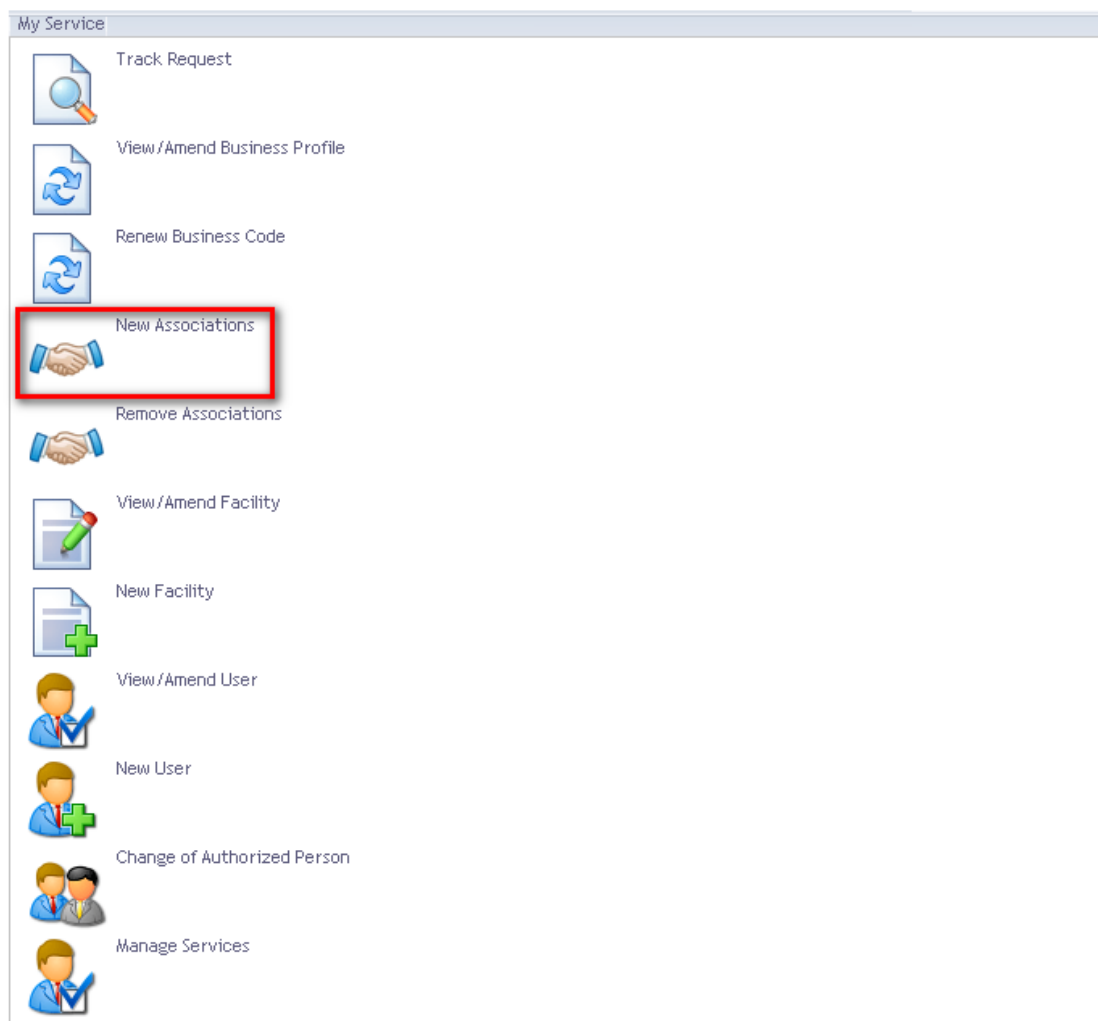 My Service
Track Request
View/Amend Business Profile
Renew Business Code
New Associations
Remove Associations
View/Amend Facility
New Facility
View/Amend User
New User
Change of Authorized Person
Manage Services